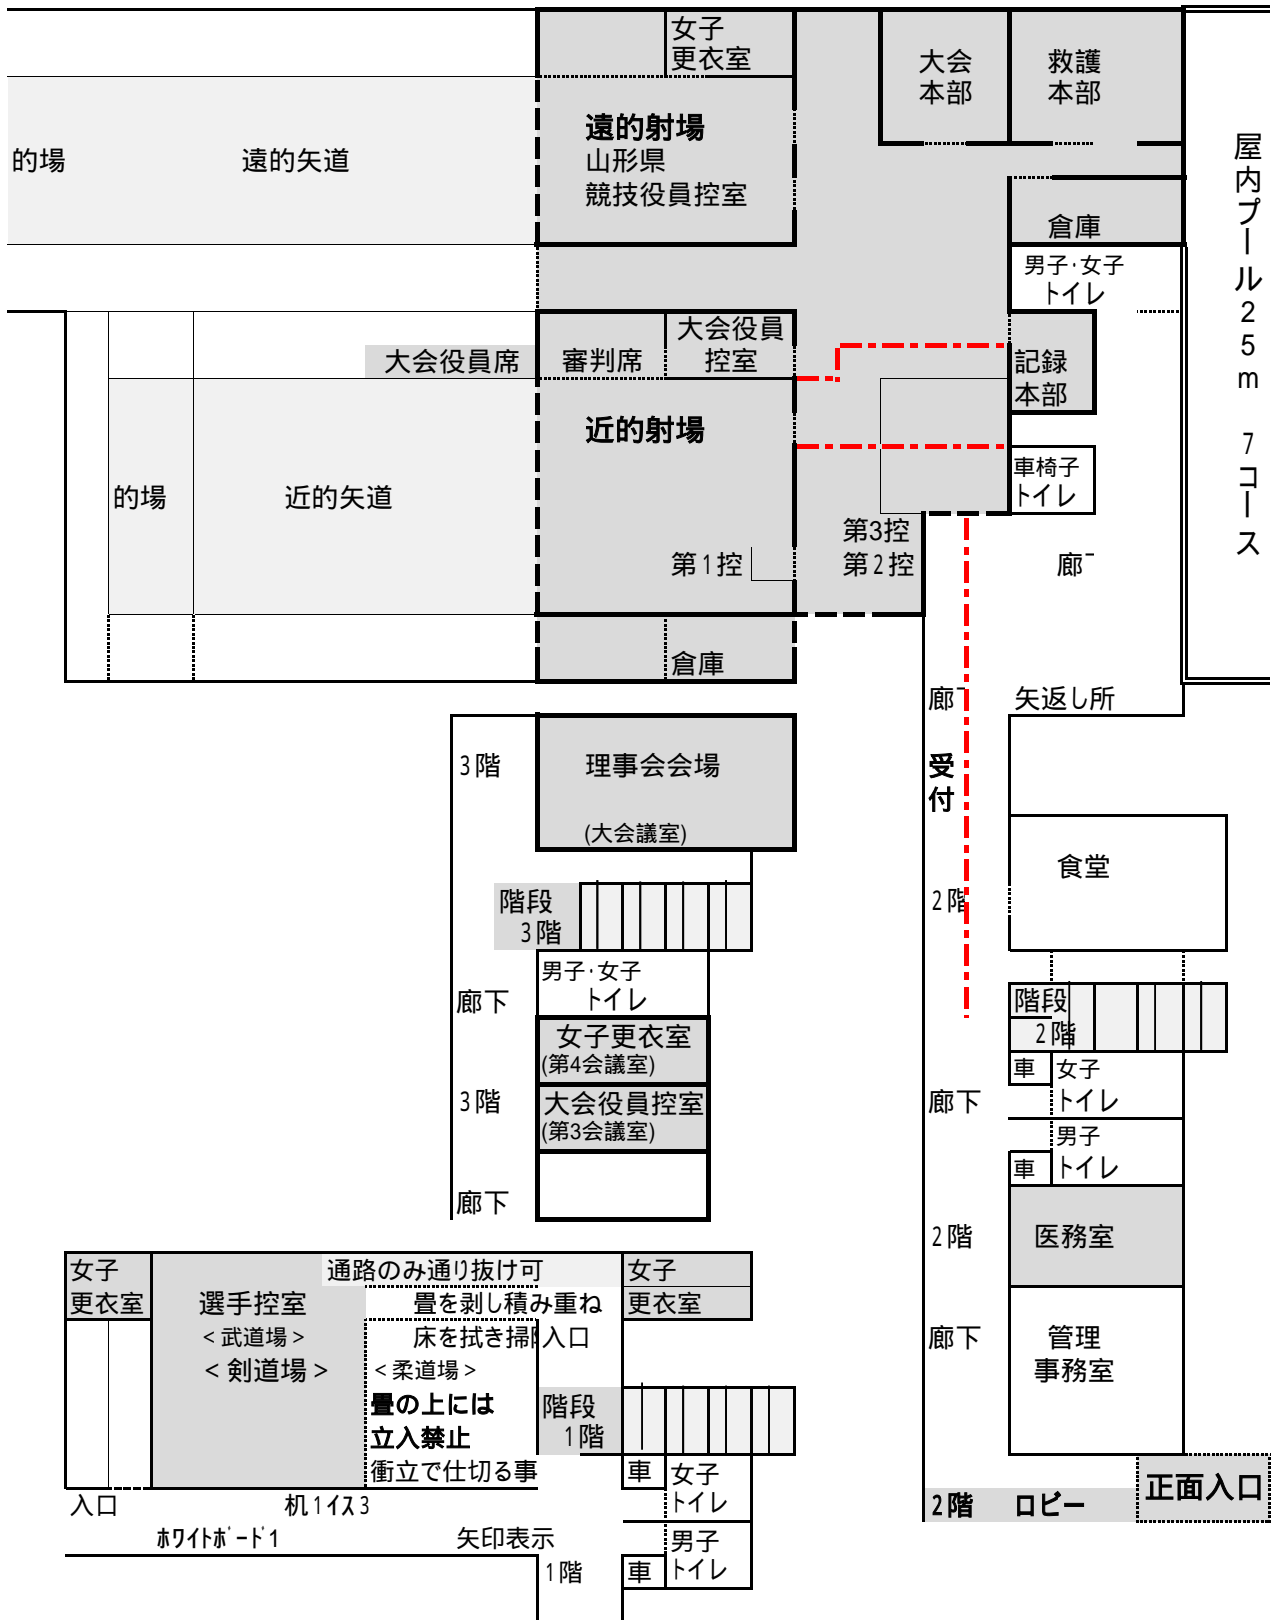 女子
更衣室
大会
本部
救護
本部
遠的射場
山形県
競技役員控室
的場
遠的矢道
屋内プール25m 7コース
倉庫
男子・女子
トイレ
大会役員席
審判席
大会役員
控室
記録
本部
近的射場
的場
近的矢道
車椅子
トイレ
第3控
第1控
第2控
廊
倉庫
廊
矢返し所
3階
理事会会場
(大会議室)
受付
食堂
階段
3階
2階
男子・女子
トイレ
廊下
階段
2階
女子更衣室
(第4会議室)
車
女子
トイレ
3階
大会役員控室
(第3会議室)
廊下
男子
車
トイレ
廊下
2階
医務室
女子
更衣室
通路のみ通り抜け可
女子
更衣室
選手控室
畳を剥し積み重ね
<武道場>
床を拭き掃
入口
<剣道場>
<柔道場>
廊下
管理
事務室
畳の上には
立入禁止
階段
1階
衝立で仕切る事
車
女子
トイレ
2階 ロビー
正面入口
入口
机1イス3
ホワイトボード1
矢印表示
男子
トイレ
1階
車